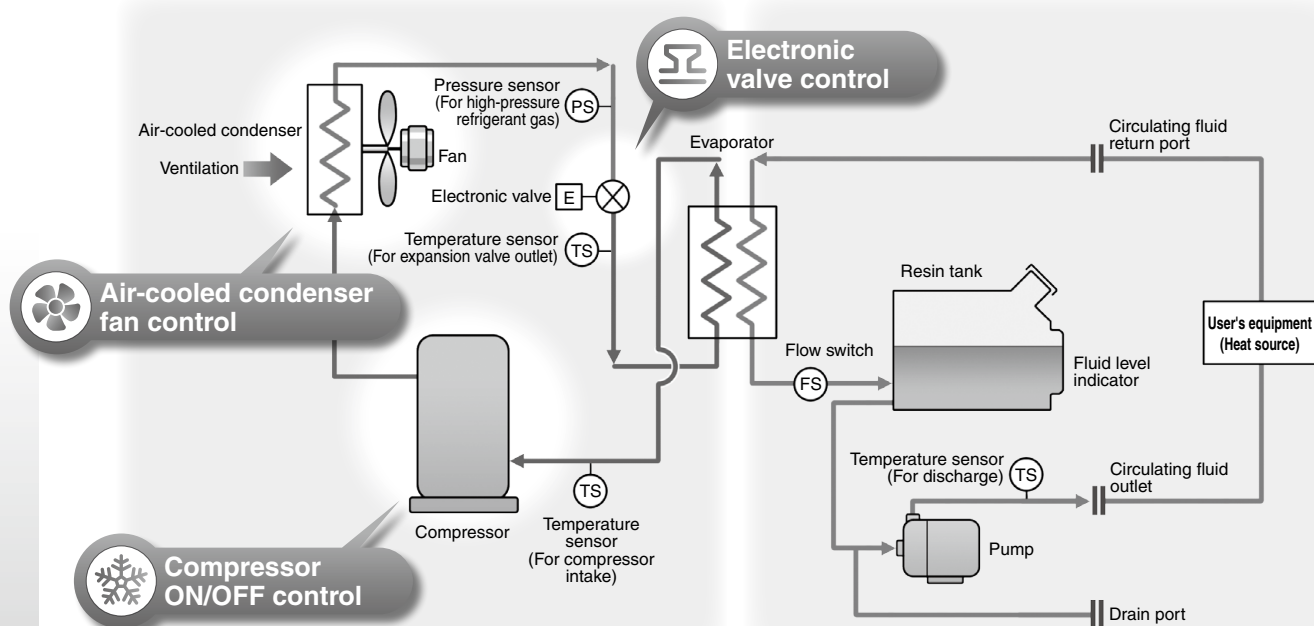 Electronic
valve control
Pressure sensor
(For high-pressure
refrigerant gas)
PS
Air-cooled condenser
Ventilation
Fan
Evaporator
Circulating fluid
return port
Electronic valve
E
Temperature sensor
(For expansion valve outlet)
TS
Air-cooled condenser
fan control
Resin tank
User's equipment
(Heat source)
Flow switch
FS
Fluid level
indicator
Temperature sensor
(For discharge)
TS
Circulating fluid
outlet
TS
Compressor
Temperature
sensor
(For compressor
intake)
Pump
Compressor
ON/OFF control
Drain port